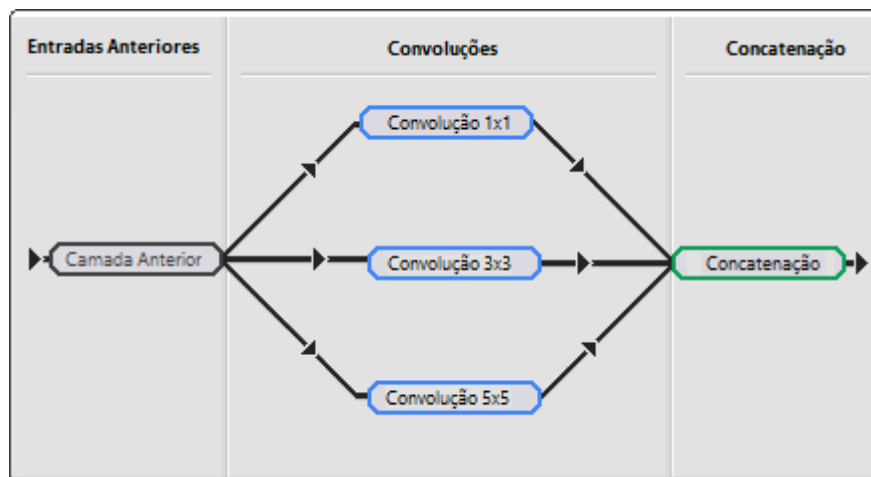 Entradas Anteriores
Convoluções
Concatenação
Convolução 1x1
Camada Anterior
Convolução 3x3
Concatenação
Convolução 5x5